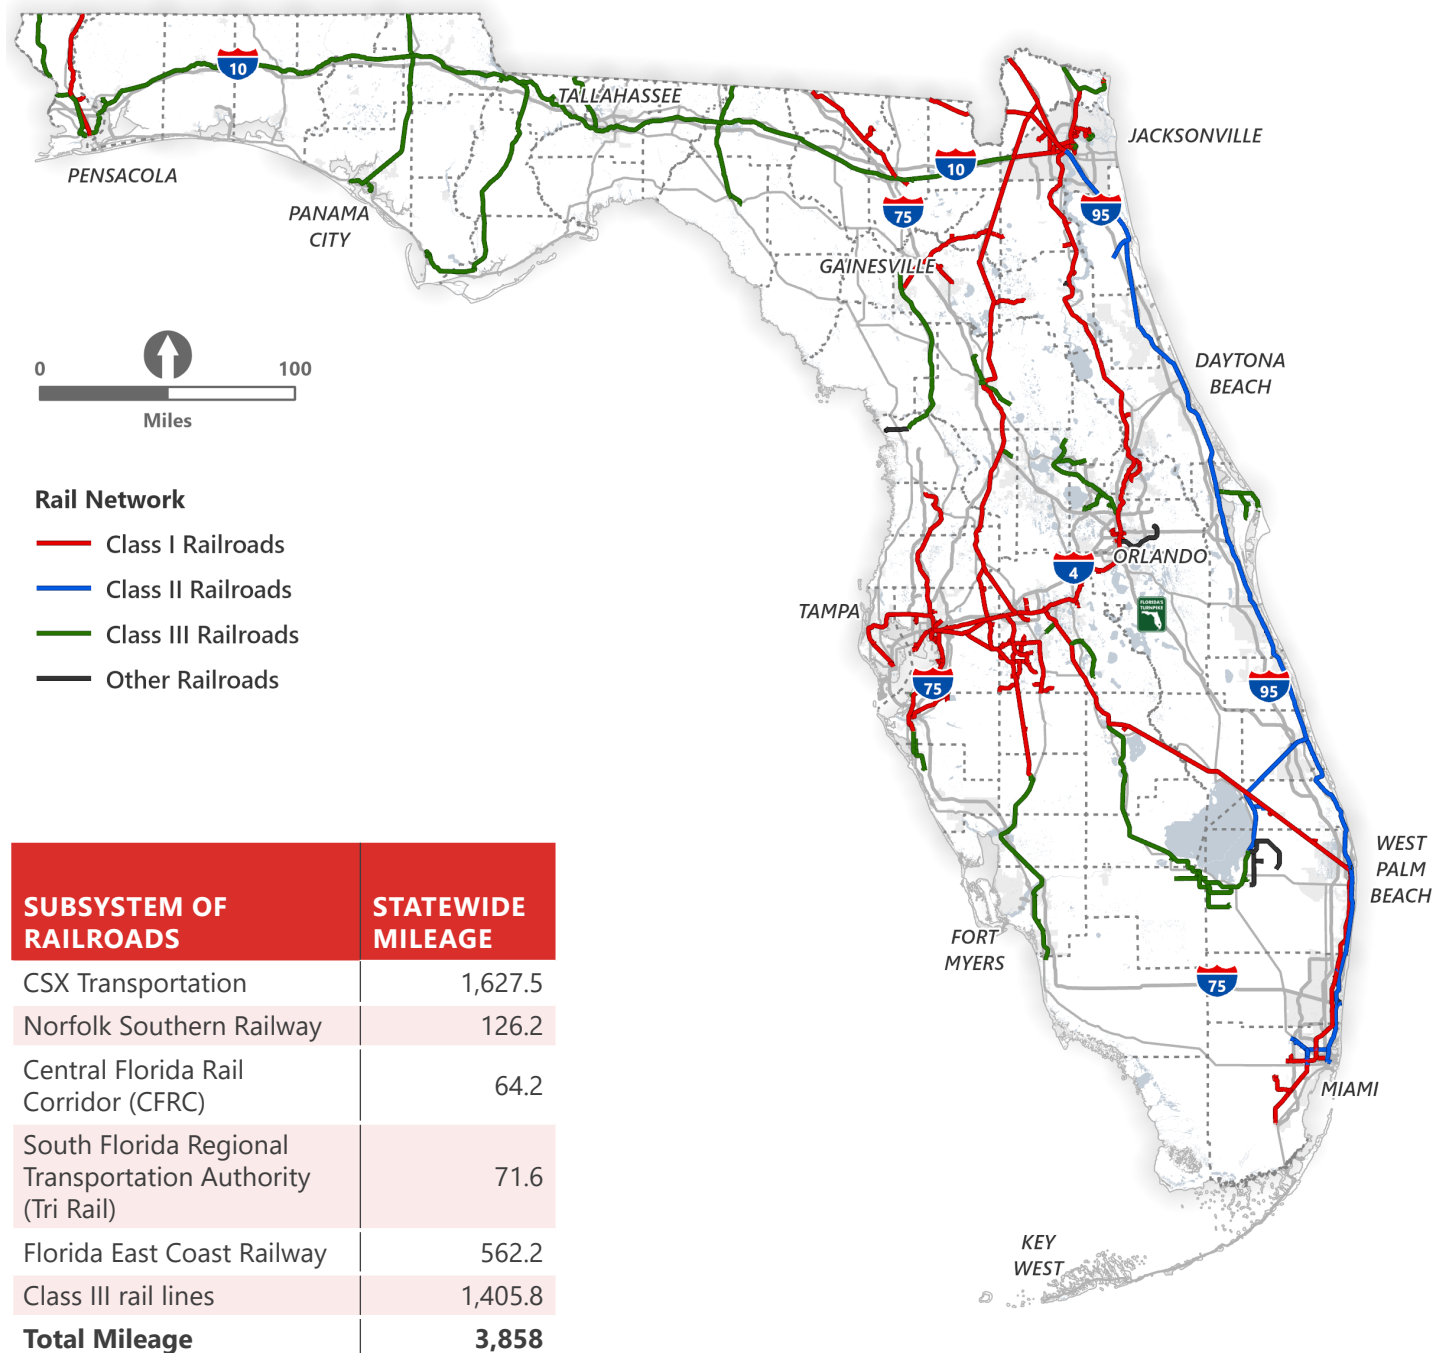 10
TALLAHASSEE
JACKSONVILLE
PENSACOLA
10
PANAMA
CITY
75
95
GAINESVILLE
0
100
Miles
DAYTONA
BEACH
Rail Network
Class I Railroads
Class II Railroads
Class III Railroads
Other Railroads
ORLANDO
4
FLORIDA'S
TURNPIKE
TAMPA
75
95
WEST
PALM
BEACH
FORT
MYERS
75
MIAMI
KEY
WEST
SUBSYSTEM OF
RAILROADS
STATEWIDE
MILEAGE
CSX Transportation
1,627.5
Norfolk Southern Railway
126.2
Central Florida Rail
Corridor (CFRC)
64.2
South Florida Regional
Transportation Authority
(Tri Rail)
71.6
Florida East Coast Railway
562.2
Class III rail lines
1,405.8
Total Mileage
3,858